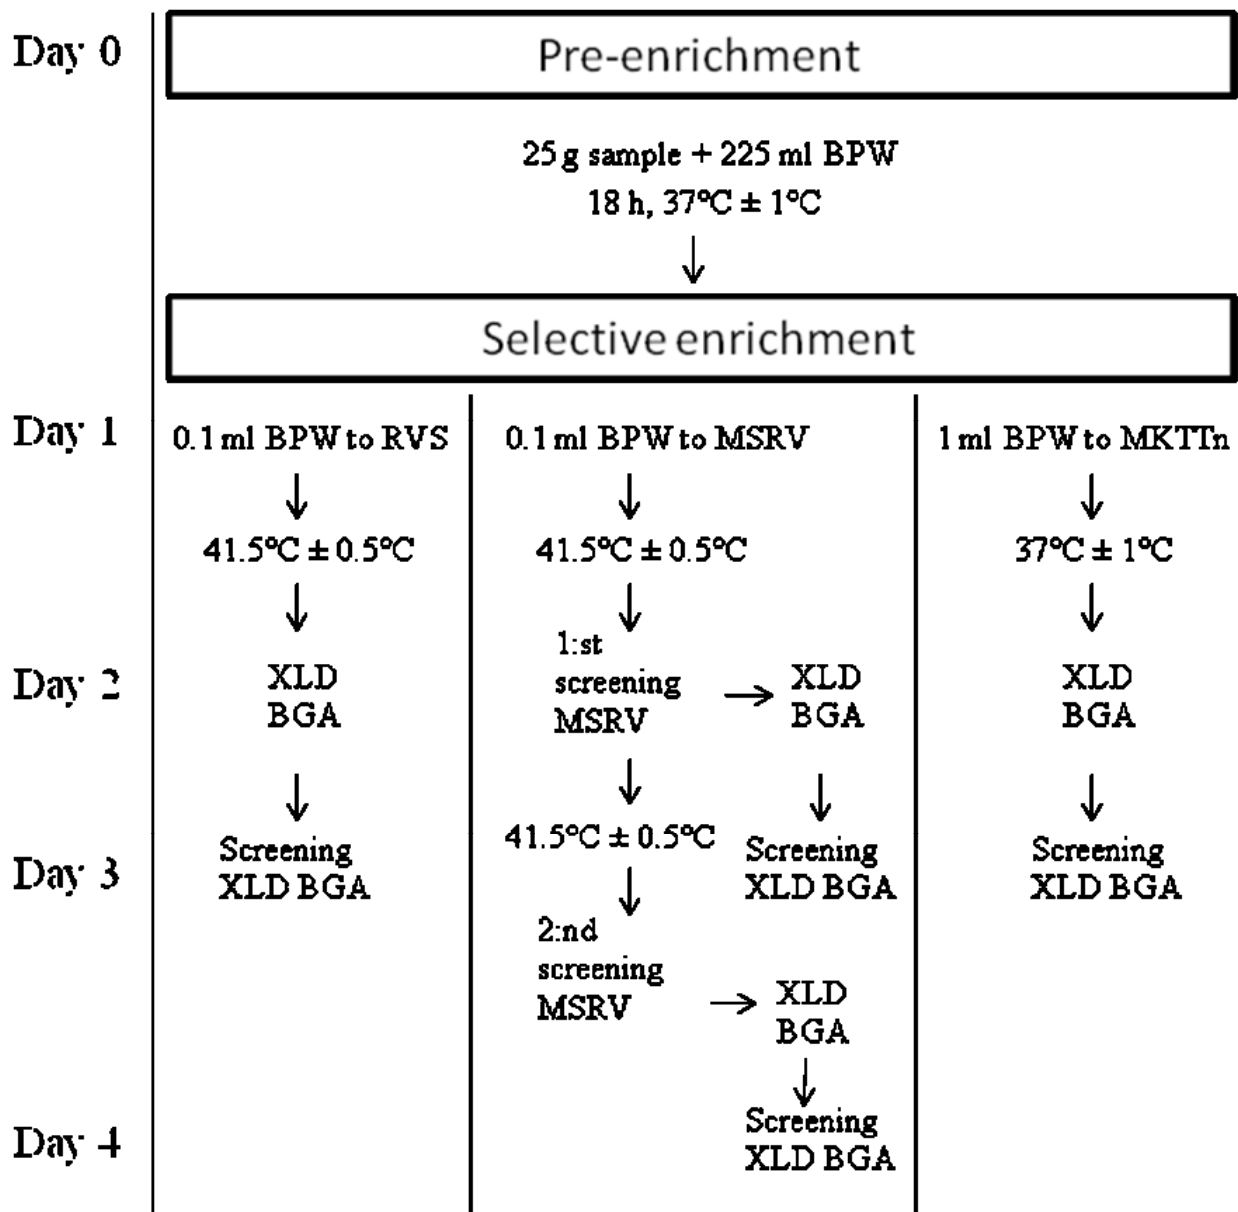 Day 0
Pre-enrichment
25 g sample + 225 ml BPW
18 h, 37°C ± 1°C
Selective enrichment
Day 1
0.1 ml BPW to RVS
0.1 ml BPW to MSRV
1 ml BPW to MKTTn
41.5°C ± 0.5°C
41.5°C ± 0.5°C
37°C ± 1°C
Day 2
XLD
BGA
1:st
screening
MSRV
XLD
BGA
XLD
BGA
Day 3
Screening
XLD BGA
41.5°C ± 0.5°C
Screening
XLD BGA
Screening
XLD BGA
2:nd
screening
MSRV
XLD
BGA
Day 4
Screening
XLD BGA